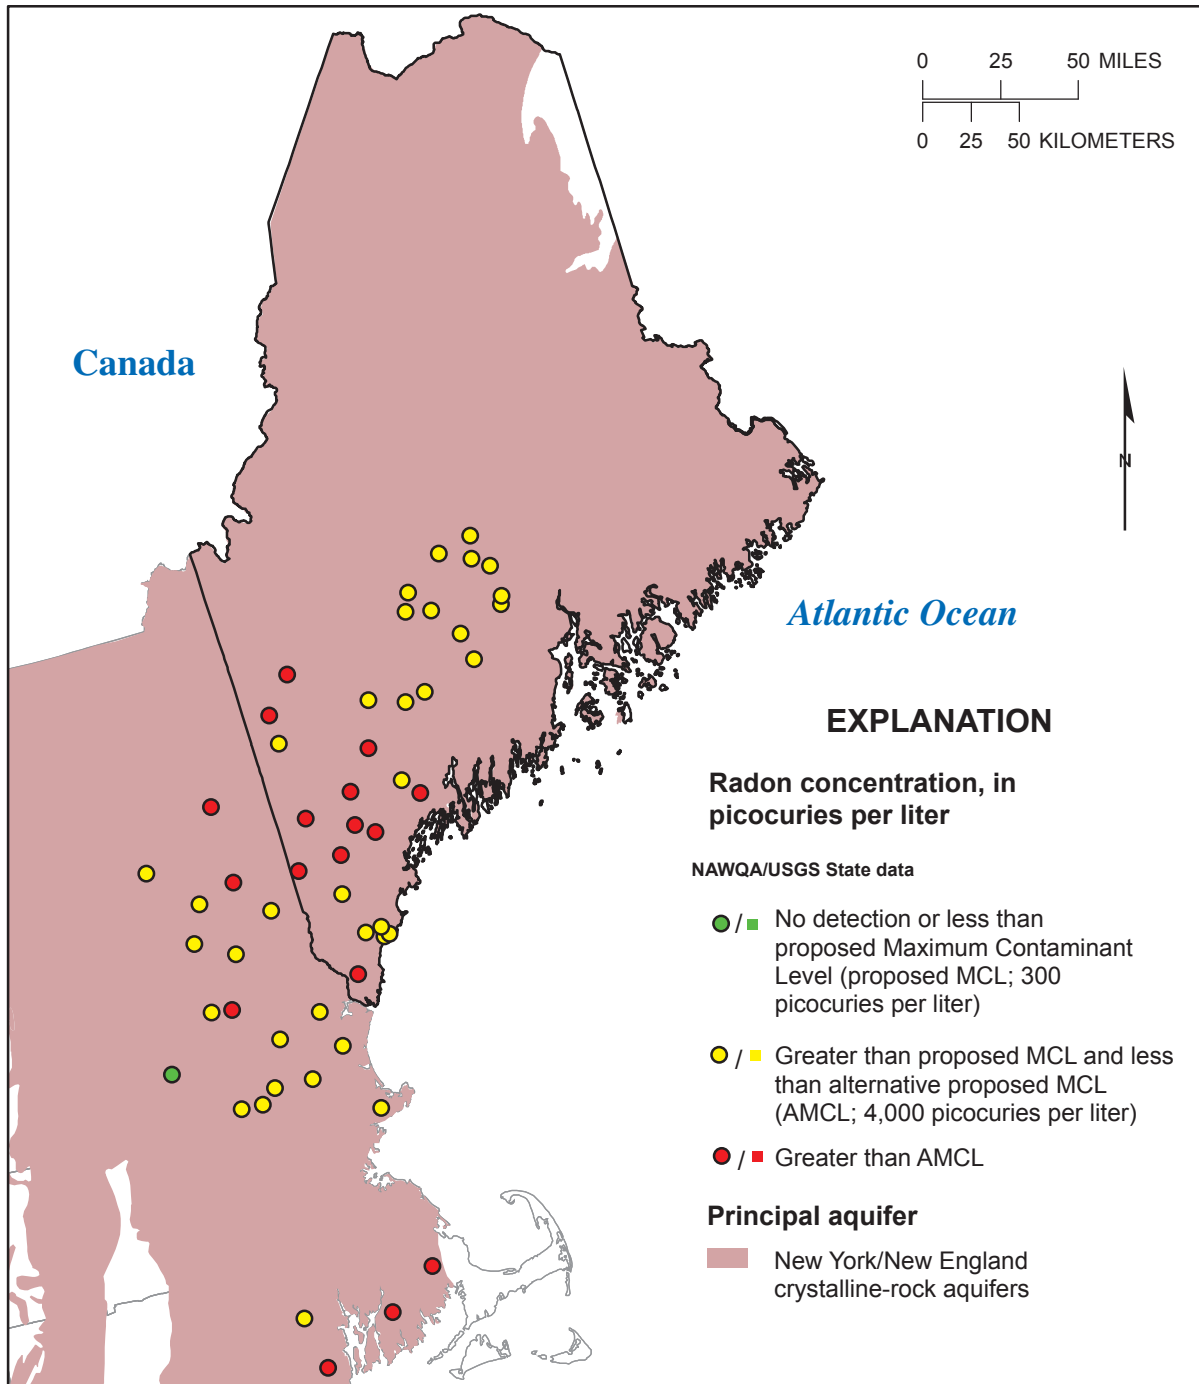 0 25 50 MILES
0 25 50 KILOMETERS
Canada
N
Atlantic Ocean
EXPLANATION
Radon concentration, in
picocuries per liter
NAWQA/USGS State data
/ No detection or less than
proposed Maximum Contaminant
Level (proposed MCL; 300
picocuries per liter)
/ Greater than proposed MCL and less
than alternative proposed MCL
(AMCL; 4,000 picocuries per liter)
/ Greater than AMCL
Principal aquifer
New York/New England
crystalline-rock aquifers